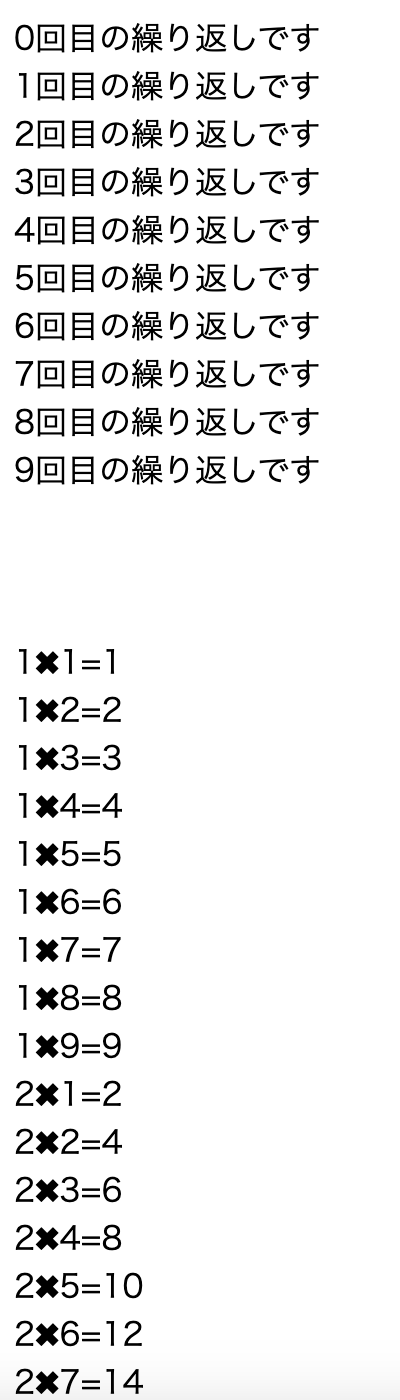 0回目の繰り返しです
1回目の繰り返しです
2回目の繰り返しです
3回目の繰り返しです
4回目の繰り返しです
5回目の繰り返しです
6回目の繰り返しです
7回目の繰り返しです
8回目の繰り返しです
9回目の繰り返しです
1✖1=1
1✖2=2
1✖3=3
1✖4=4
1✖5=5
1✖6=6
1✖7=7
1✖8=8
1✖9=9
2✖1=2
2✖2=4
2✖3=6
2✖4=8
2✖5=10
2✖6=12
2✖7=14